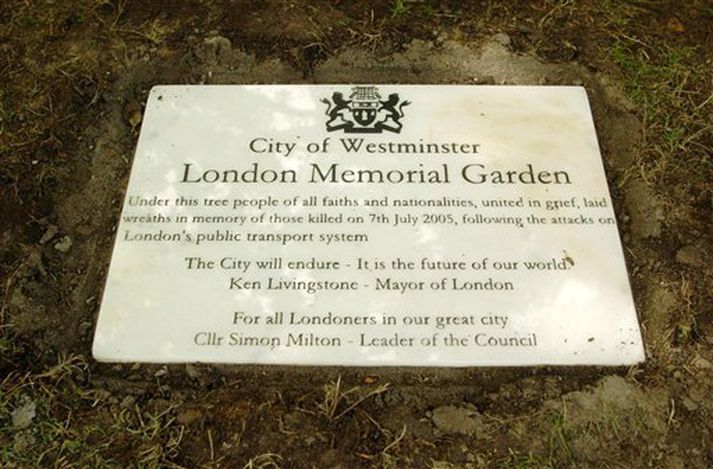 City of Westminster
London Memorial Garden
Under this tree people of all faiths and nationalities, united in grief, laid
wreaths in memory of those killed on 7th July 2005, following the attacks on
London's public transport system
The City will endure - It is the future of our world.
Ken Livingstone - Mayor of London
For all Londoners in our great city
Cllr Simon Milton - Leader of the Council